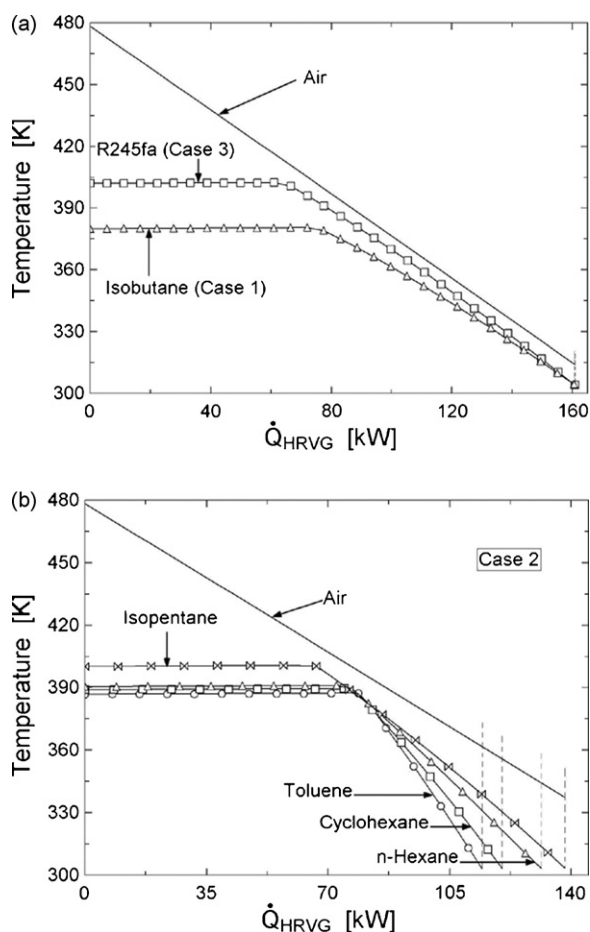 (a)
480
450
420
390
360
330
300
Temperature [K]
Air
R245fa (Case 3)
Isobutane (Case 1)
0
40
80
120
160
Q̇HRVG [kW]
(b)
480
450
420
390
360
330
300
Temperature [K]
Case 2
Air
Isopentane
Toluene
Cyclohexane
n-Hexane
0
35
70
105
140
Q̇HRVG [kW]